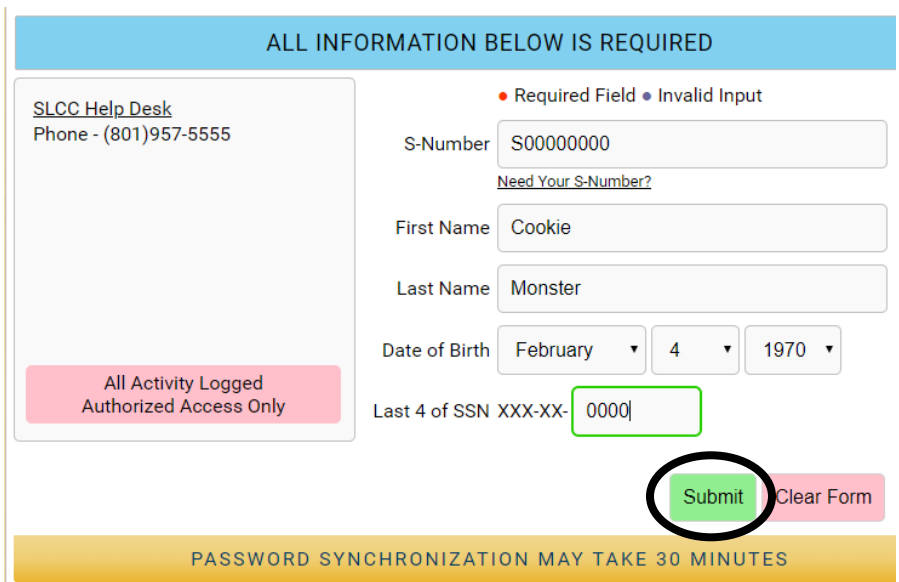 ALL INFORMATION BELOW IS REQUIRED
SLCC Help Desk
Phone - (801)957-5555
All Activity Logged
Authorized Access Only
• Required Field • Invalid Input
S-Number S00000000
Need Your S-Number?
First Name Cookie
Last Name Monster
Date of Birth February 4 1970
Last 4 of SSN XXX-XX- 0000
Submit Clear Form
PASSWORD SYNCHRONIZATION MAY TAKE 30 MINUTES